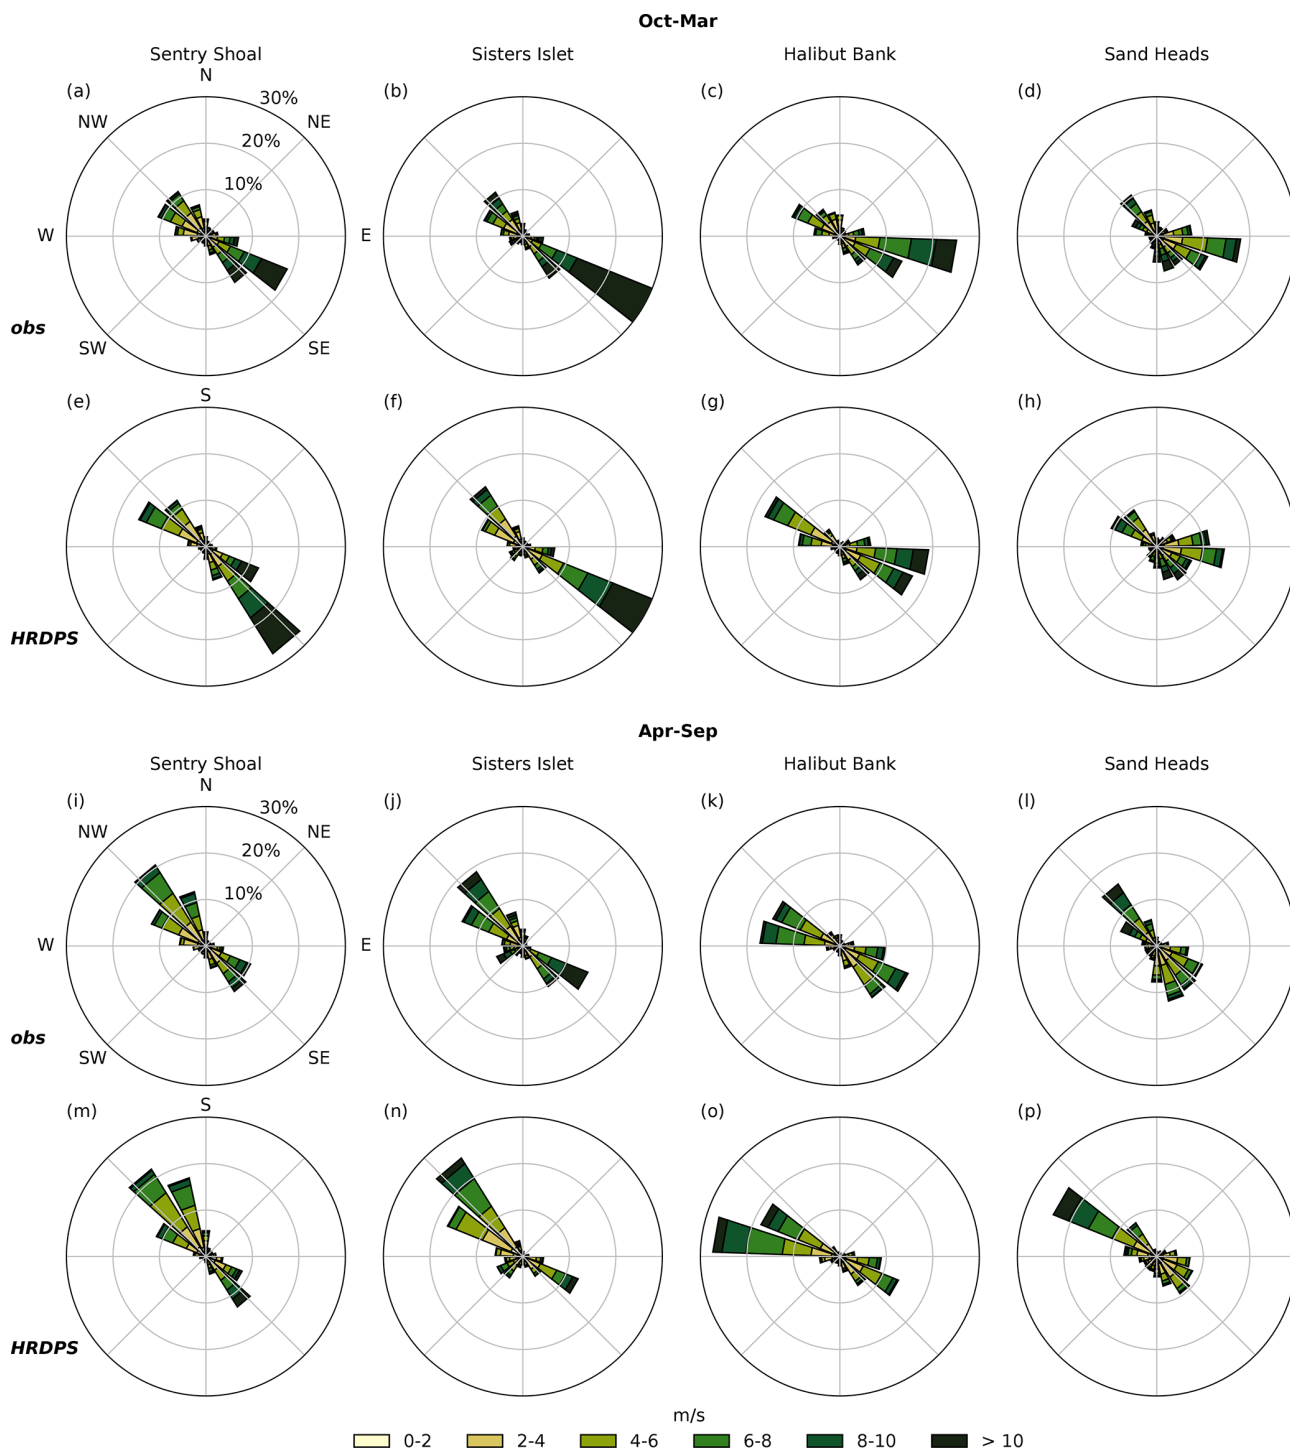 Oct-Mar
Sentry Shoal Sisters Islet Halibut Bank Sand Heads
N
(a) (b) (c) (d)
30%
NW NE
20%
10%
W E
obs
SW SE
S
(e) (f) (g) (h)
HRDPS
Apr-Sep
Sentry Shoal Sisters Islet Halibut Bank Sand Heads
N
(i) (j) (k) (l)
30%
NW NE
20%
10%
W E
obs
SW SE
S
(m) (n) (o) (p)
HRDPS
m/s
0-2 2-4 4-6 6-8 8-10 > 10